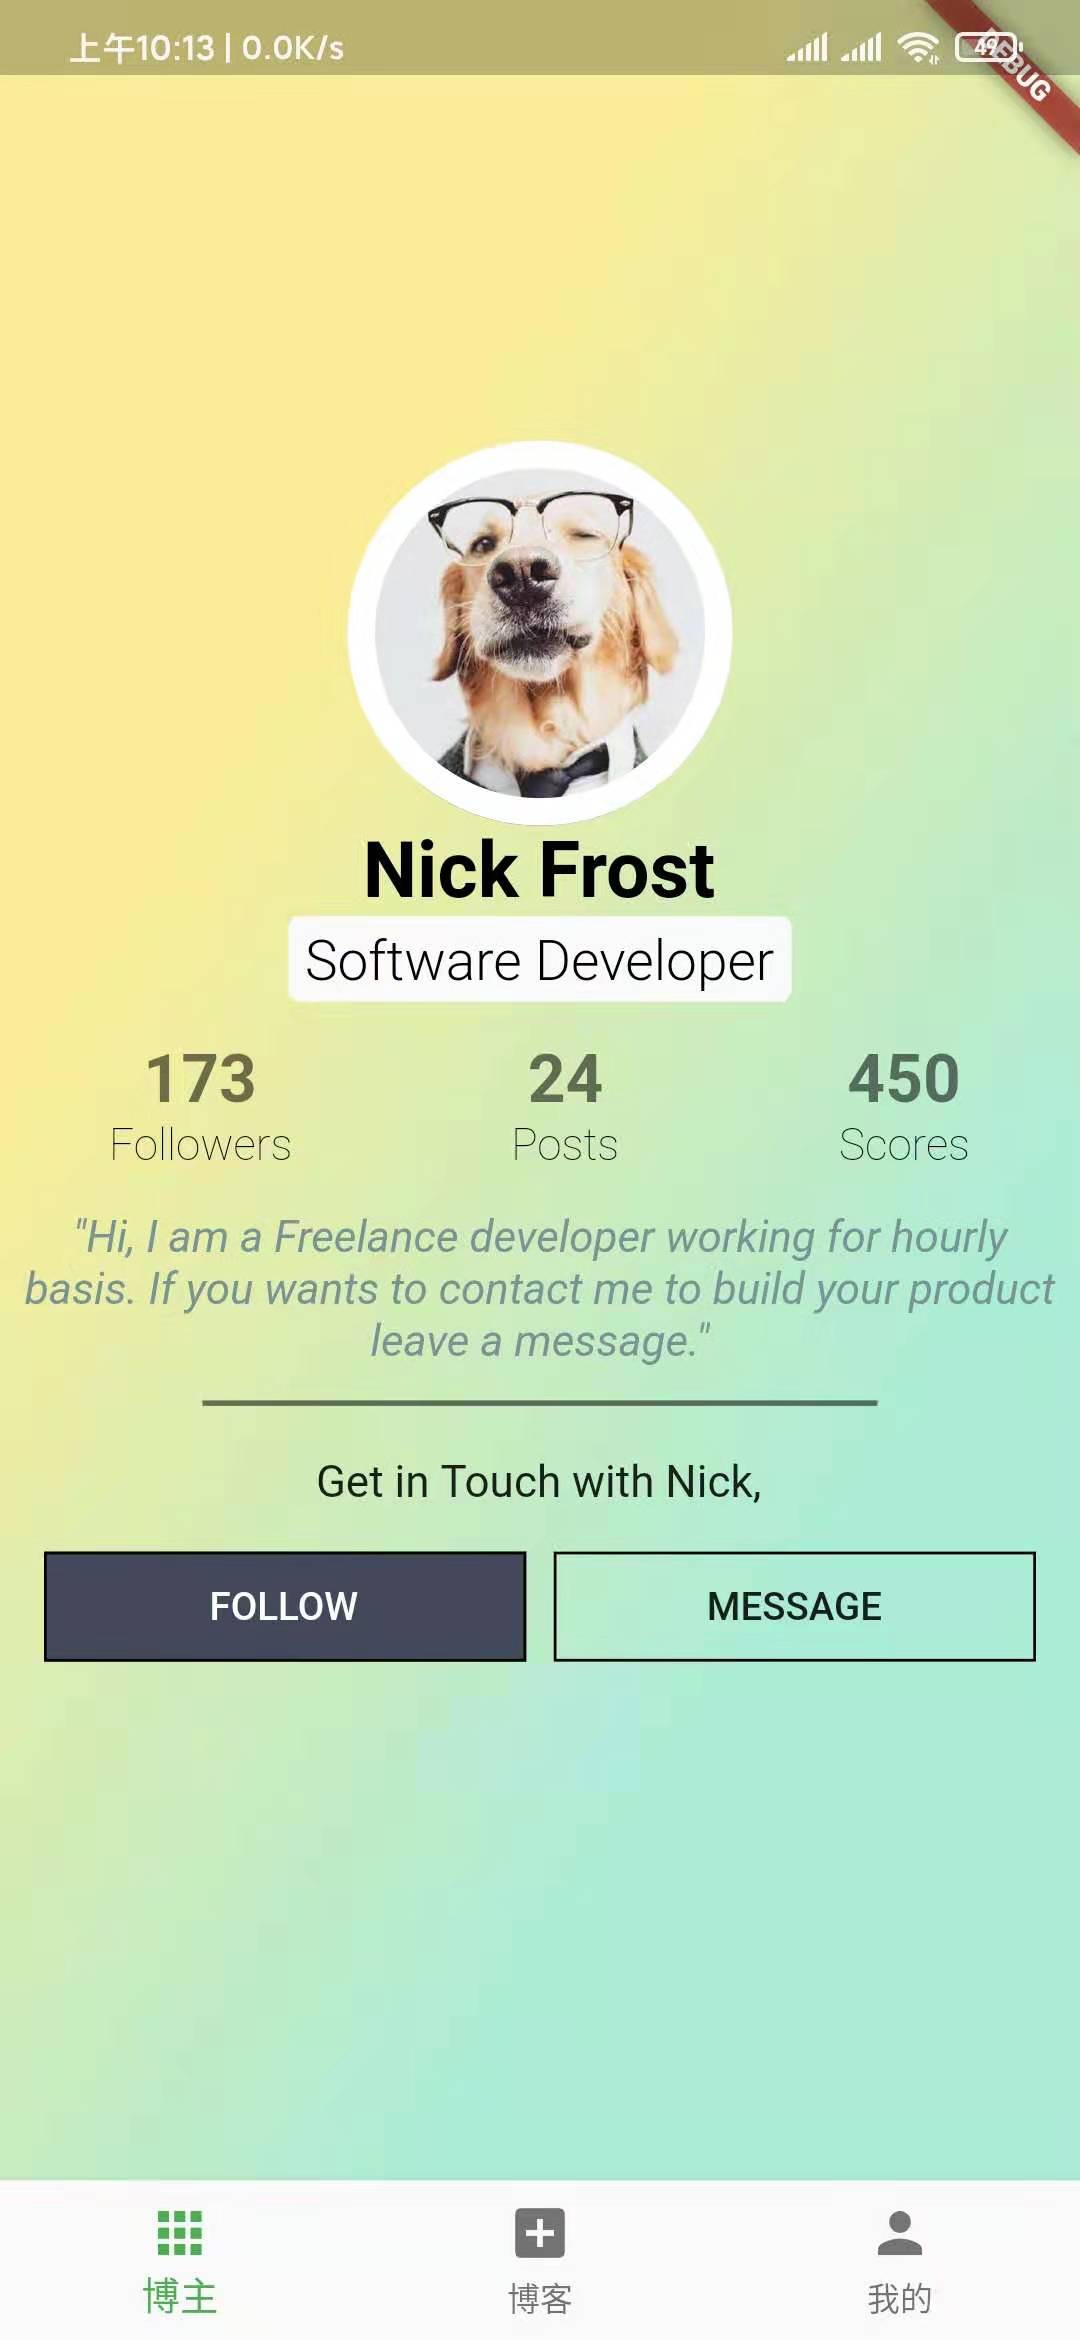 上午10:13 | 0.0K/s
49
DEBUG
Nick Frost
Software Developer
173 24 450
Followers Posts Scores
"Hi, I am a Freelance developer working for hourly
basis. If you wants to contact me to build your product
leave a message."
Get in Touch with Nick,
FOLLOW MESSAGE
博主 博客 我的